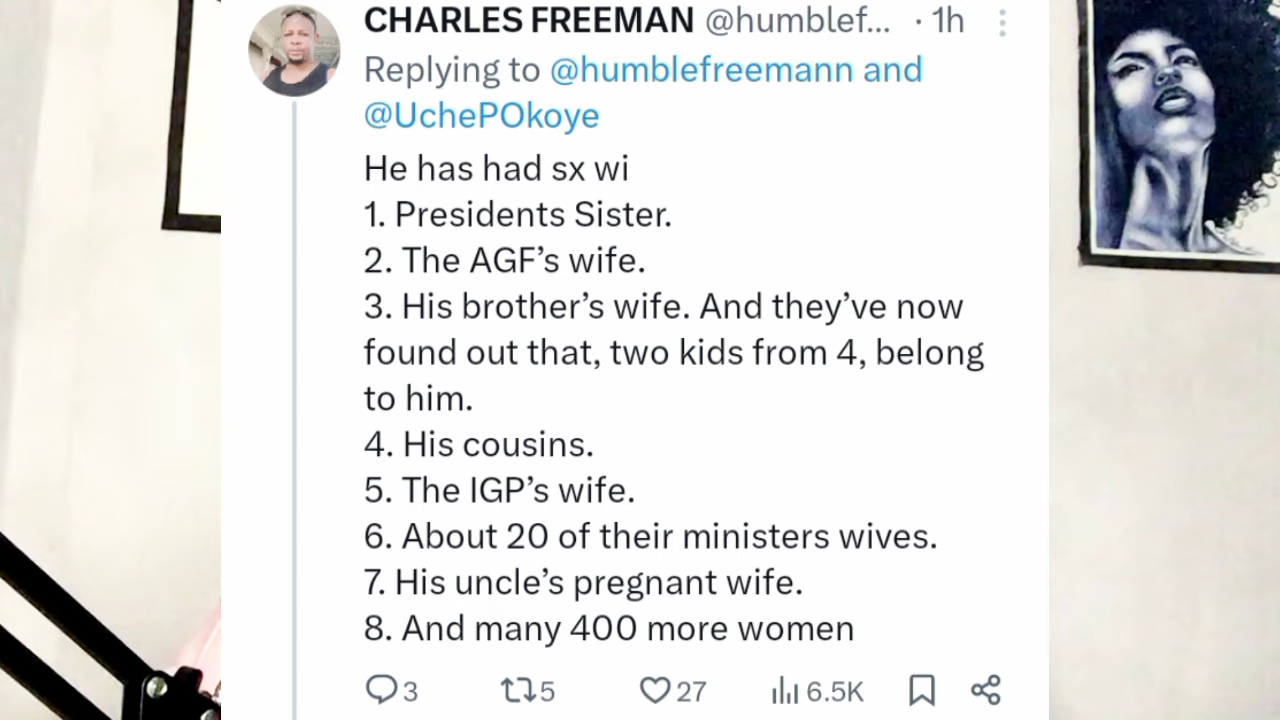 CHARLES FREEMAN @humblef... · 1h
Replying to @humblefreemann and
@UchePOkoye
He has had sx wi
1. Presidents Sister.
2. The AGF’s wife.
3. His brother’s wife. And they’ve now
found out that, two kids from 4, belong
to him.
4. His cousins.
5. The IGP’s wife.
6. About 20 of their ministers wives.
7. His uncle’s pregnant wife.
8. And many 400 more women
3 5 27 6.5K